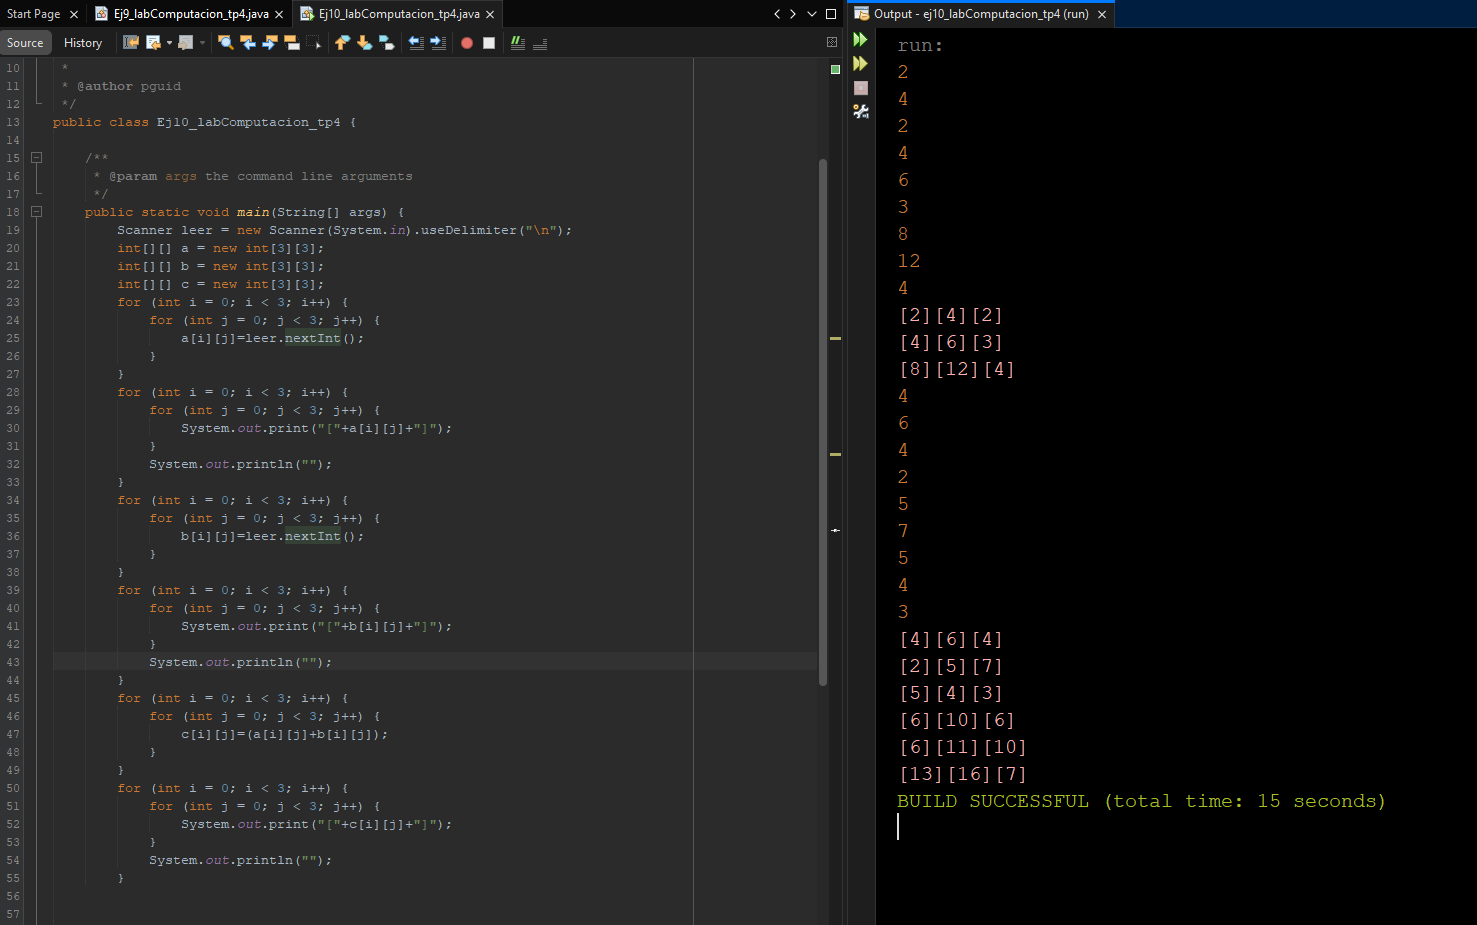 Start Page
Ej9_labComputacion_tp4.java
Ej10_labComputacion_tp4.java
Source
History
10 *
11 * @author pguid
12 */
13 public class Ej10_labComputacion_tp4 {
14
15 /**
16 * @param args the command line arguments
17 */
18 public static void main(String[] args) {
19 Scanner leer = new Scanner(System.in).useDelimiter("\n");
20 int[][] a = new int[3][3];
21 int[][] b = new int[3][3];
22 int[][] c = new int[3][3];
23 for (int i = 0; i < 3; i++) {
24 for (int j = 0; j < 3; j++) {
25 a[i][j]=leer.nextInt();
26 }
27 }
28 for (int i = 0; i < 3; i++) {
29 for (int j = 0; j < 3; j++) {
30 System.out.print("["+a[i][j]+"]");
31 }
32 System.out.println("");
33 }
34 for (int i = 0; i < 3; i++) {
35 for (int j = 0; j < 3; j++) {
36 b[i][j]=leer.nextInt();
37 }
38 }
39 for (int i = 0; i < 3; i++) {
40 for (int j = 0; j < 3; j++) {
41 System.out.print("["+b[i][j]+"]");
42 }
43 System.out.println("");
44 }
45 for (int i = 0; i < 3; i++) {
46 for (int j = 0; j < 3; j++) {
47 c[i][j]=(a[i][j]+b[i][j]);
48 }
49 }
50 for (int i = 0; i < 3; i++) {
51 for (int j = 0; j < 3; j++) {
52 System.out.print("["+c[i][j]+"]");
53 }
54 System.out.println("");
55 }
56
57
Output - ej10_labComputacion_tp4 (run)
run:
2
4
2
4
6
3
8
12
4
[2][4][2]
[4][6][3]
[8][12][4]
4
6
4
2
5
7
5
4
3
[4][6][4]
[2][5][7]
[5][4][3]
[6][10][6]
[6][11][10]
[13][16][7]
BUILD SUCCESSFUL (total time: 15 seconds)